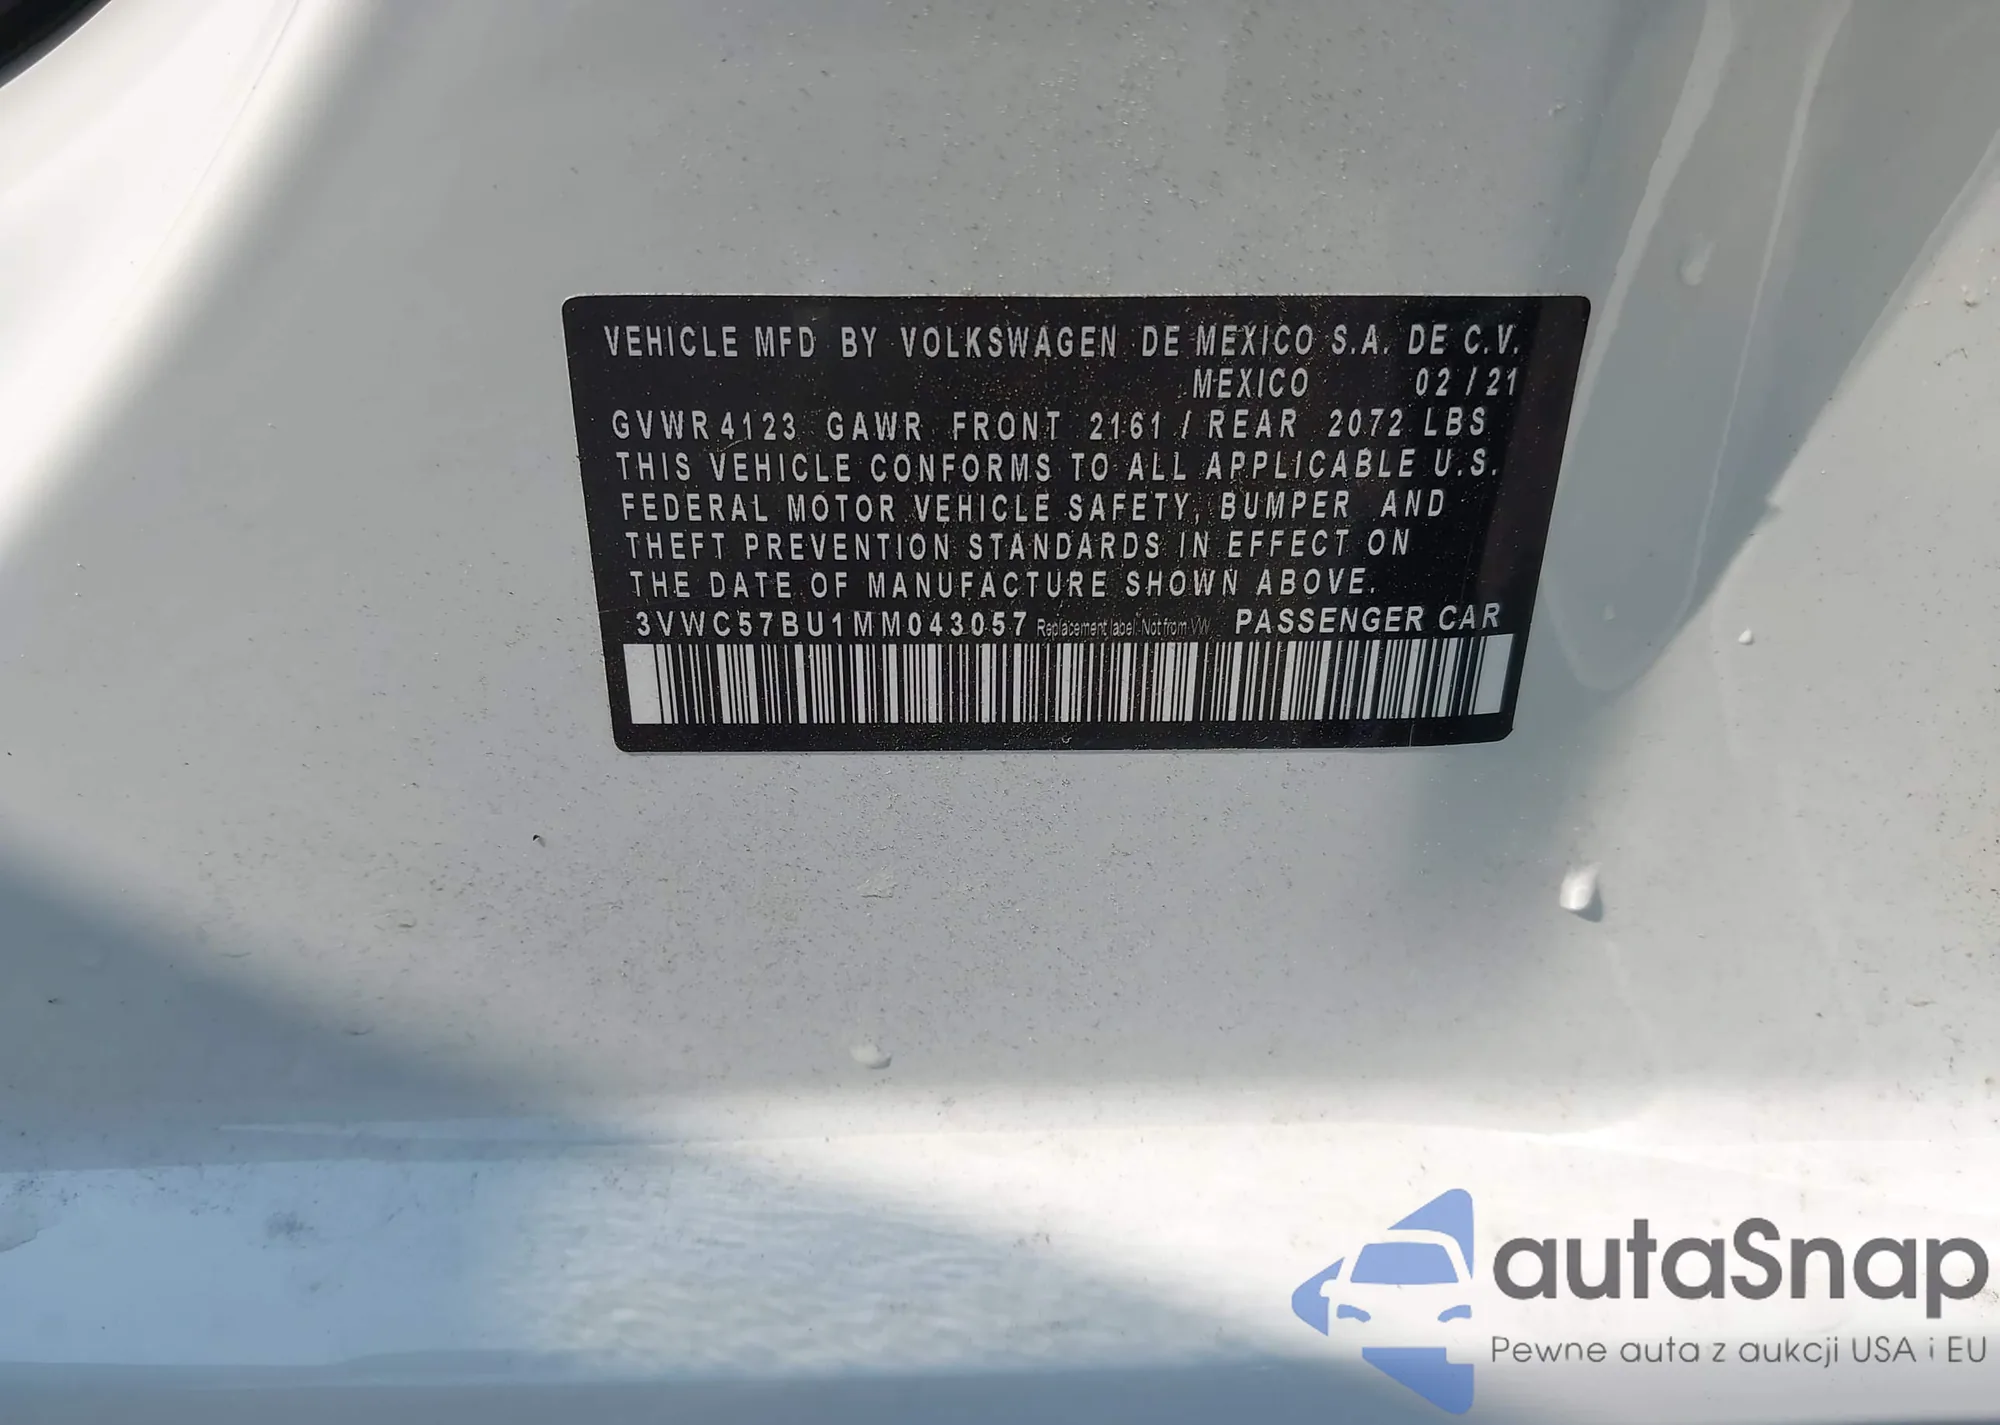 VEHICLE MFD BY VOLKSWAGEN DE MEXICO S.A. DE C.V.
MEXICO 02/21
GVWR 4123 GAWR FRONT 2161 / REAR 2072 LBS
THIS VEHICLE CONFORMS TO ALL APPLICABLE U.S.
FEDERAL MOTOR VEHICLE SAFETY, BUMPER AND
THEFT PREVENTION STANDARDS IN EFFECT ON
THE DATE OF MANUFACTURE SHOWN ABOVE.
3VWC57BU1MM043057 Replacement label. Not from VW PASSENGER CAR
autaSnap
Pewne auta z aukcji USA i EU